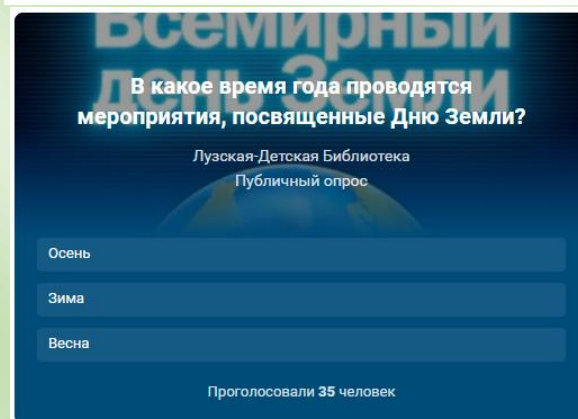 Всемирный
день Земли
В какое время года проводятся
мероприятия, посвященные Дню Земли?
Лузская-Детская Библиотека
Публичный опрос
Осень
Зима
Весна
Проголосовали 35 человек